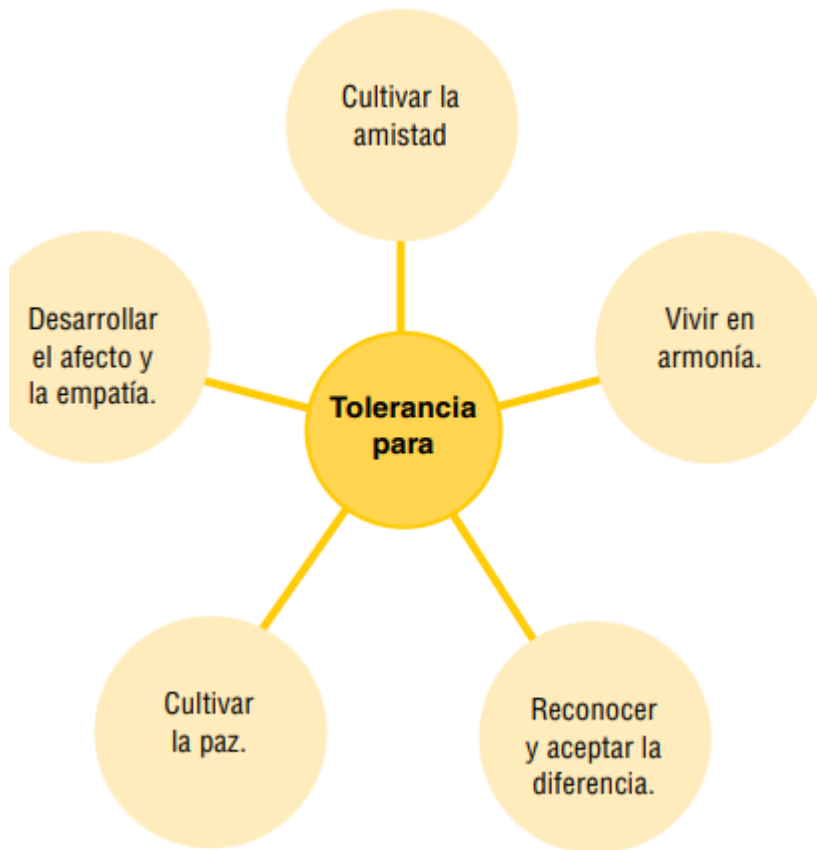 Cultivar la
amistad
Desarrollar
el afecto y
la empatía.
Vivir en
armonía.
Tolerancia
para
Cultivar
la paz.
Reconocer
y aceptar la
diferencia.